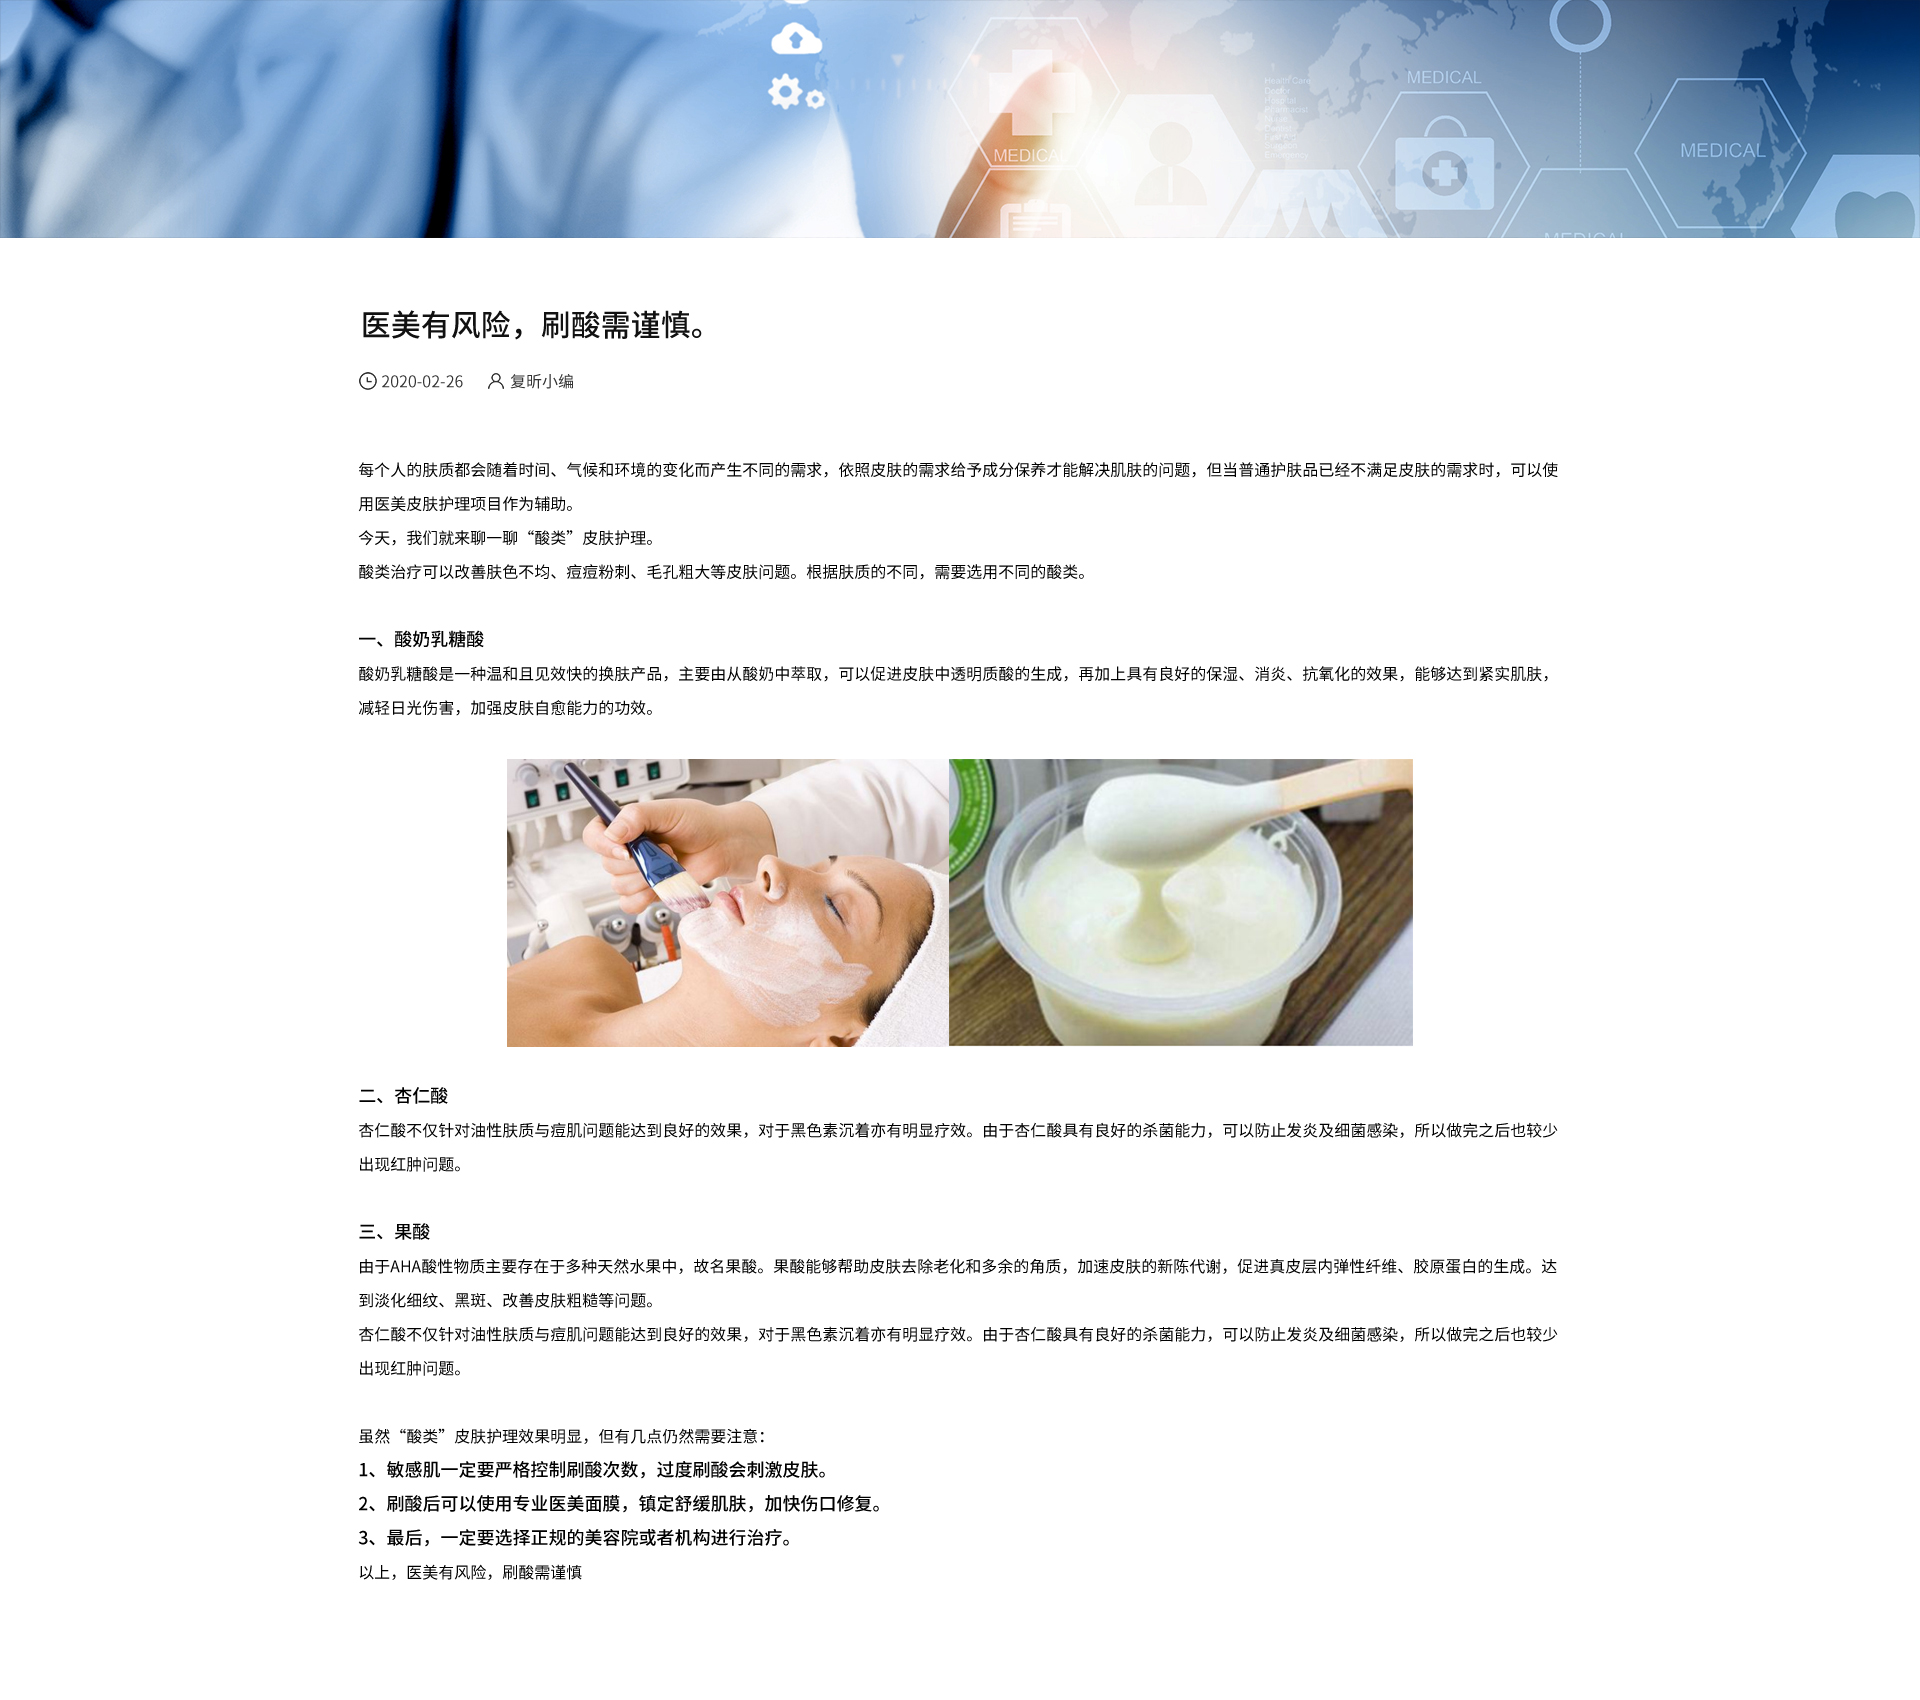 MEDICAL
MEDICAL
MEDICAL
医美有风险，刷酸需谨慎。
2020-02-26 复昕小编
每个人的肤质都会随着时间、气候和环境的变化而产生不同的需求，依照皮肤的需求给予成分保养才能解决肌肤的问题，但当普通护肤品已经不满足皮肤的需求时，可以使
用医美皮肤护理项目作为辅助。
今天，我们就来聊一聊“酸类”皮肤护理。
酸类治疗可以改善肤色不均、痘痘粉刺、毛孔粗大等皮肤问题。根据肤质的不同，需要选用不同的酸类。
一、酸奶乳糖酸
酸奶乳糖酸是一种温和且见效快的换肤产品，主要由从酸奶中萃取，可以促进皮肤中透明质酸的生成，再加上具有良好的保湿、消炎、抗氧化的效果，能够达到紧实肌肤，
减轻日光伤害，加强皮肤自愈能力的功效。
二、杏仁酸
杏仁酸不仅针对油性肤质与痘肌问题能达到良好的效果，对于黑色素沉着亦有明显疗效。由于杏仁酸具有良好的杀菌能力，可以防止发炎及细菌感染，所以做完之后也较少
出现红肿问题。
三、果酸
由于AHA酸性物质主要存在于多种天然水果中，故名果酸。果酸能够帮助皮肤去除老化和多余的角质，加速皮肤的新陈代谢，促进真皮层内弹性纤维、胶原蛋白的生成。达
到淡化细纹、黑斑、改善皮肤粗糙等问题。
杏仁酸不仅针对油性肤质与痘肌问题能达到良好的效果，对于黑色素沉着亦有明显疗效。由于杏仁酸具有良好的杀菌能力，可以防止发炎及细菌感染，所以做完之后也较少
出现红肿问题。
虽然“酸类”皮肤护理效果明显，但有几点仍然需要注意：
1、敏感肌一定要严格控制刷酸次数，过度刷酸会刺激皮肤。
2、刷酸后可以使用专业医美面膜，镇定舒缓肌肤，加快伤口修复。
3、最后，一定要选择正规的美容院或者机构进行治疗。
以上，医美有风险，刷酸需谨慎